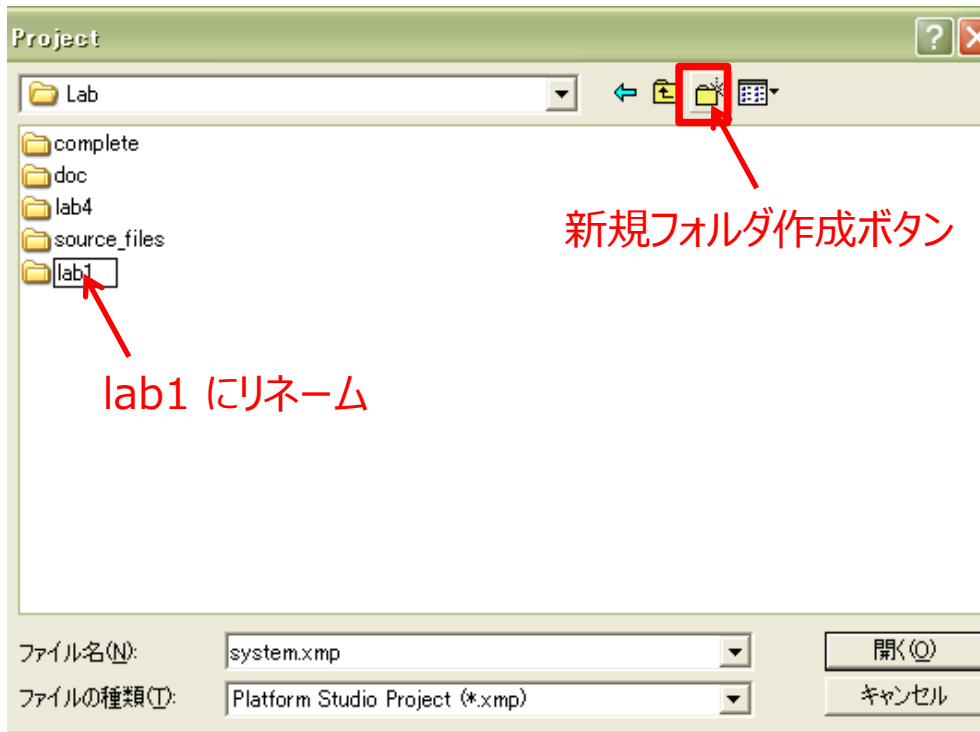 Project
Lab
complete
doc
lab4
source_files
lab1
新規フォルダ作成ボタン
lab1 にリネーム
ファイル名(N):
system.xmp
開く(O)
ファイルの種類(T):
Platform Studio Project (*.xmp)
キャンセル